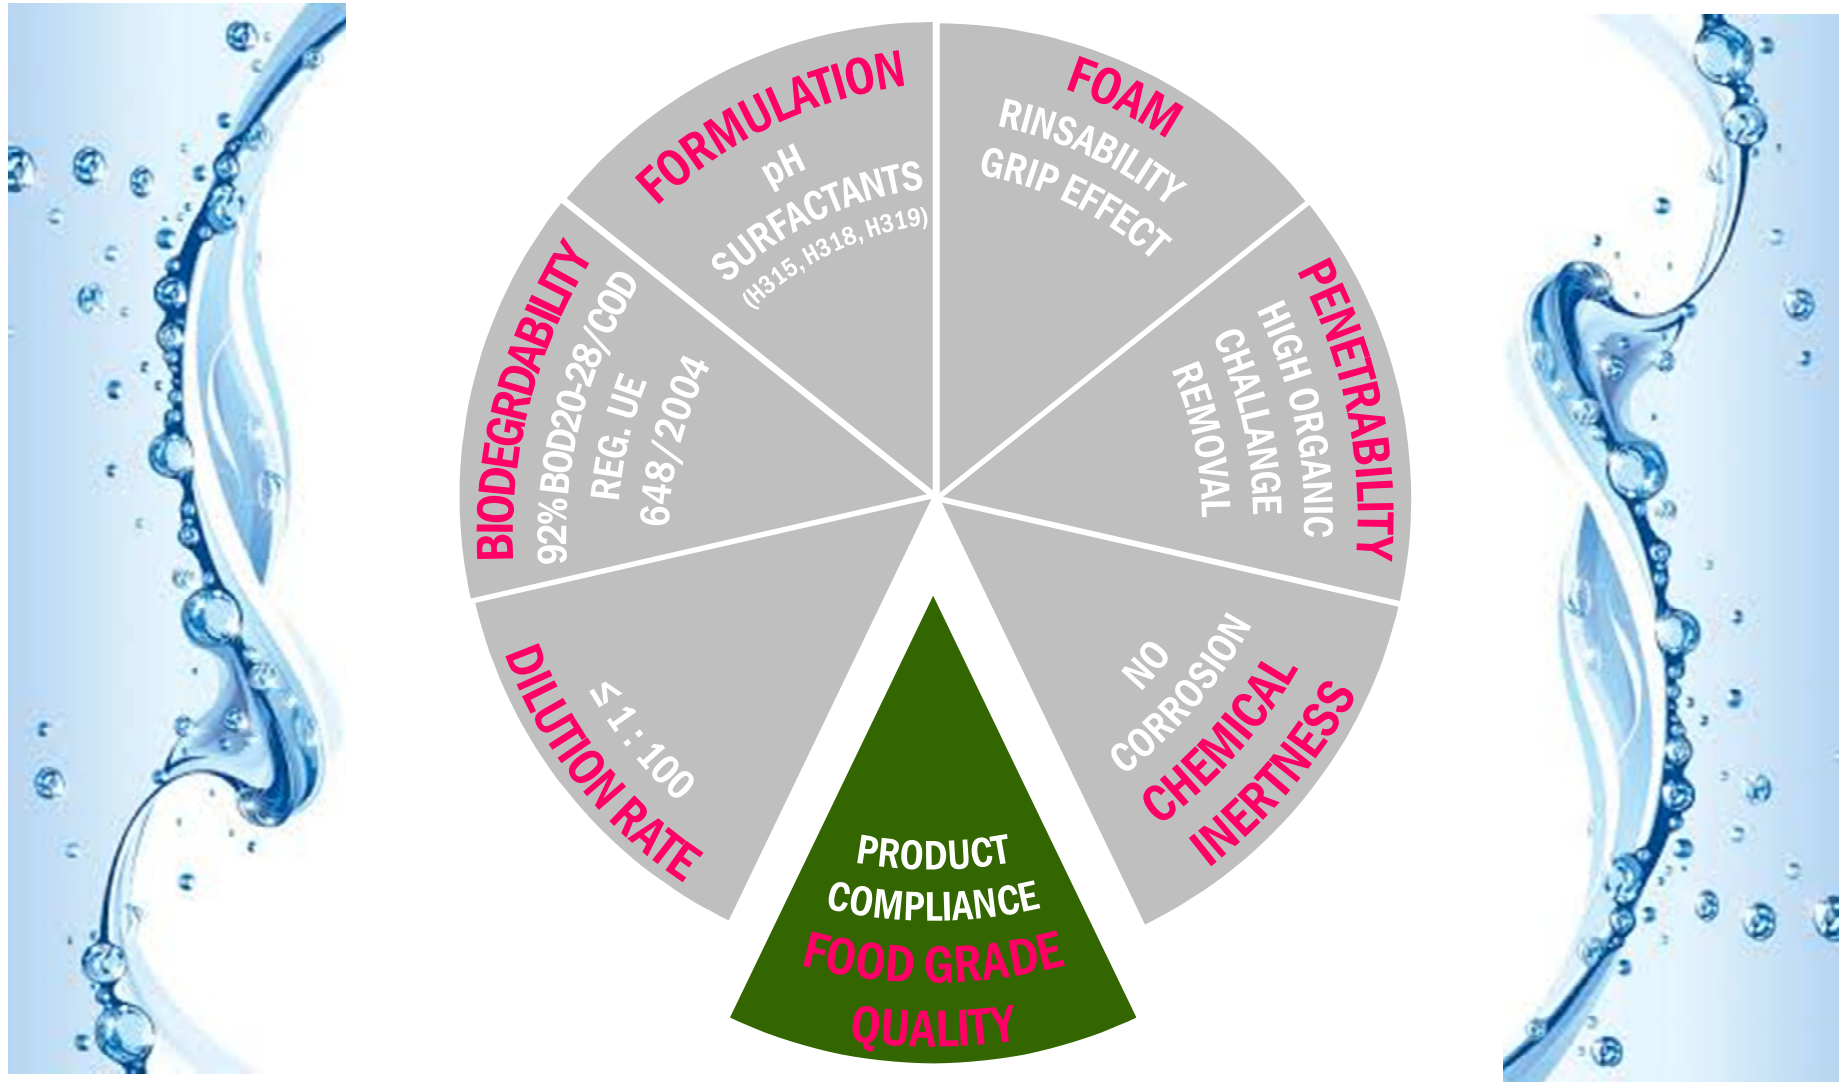 FOAM
RINSABILITY
GRIP EFFECT
PENETRABILITY
HIGH ORGANIC
CHALLANGE
REMOVAL
NO
CORROSION
CHEMICAL
INERTNESS
PRODUCT
COMPLIANCE
FOOD GRADE
QUALITY
≤ 1 : 100
DILUTION RATE
BIODEGRDABILITY
92% BOD20-28/COD
REG. UE
648/2004
FORMULATION
pH
SURFACTANTS
(H315, H318, H319)